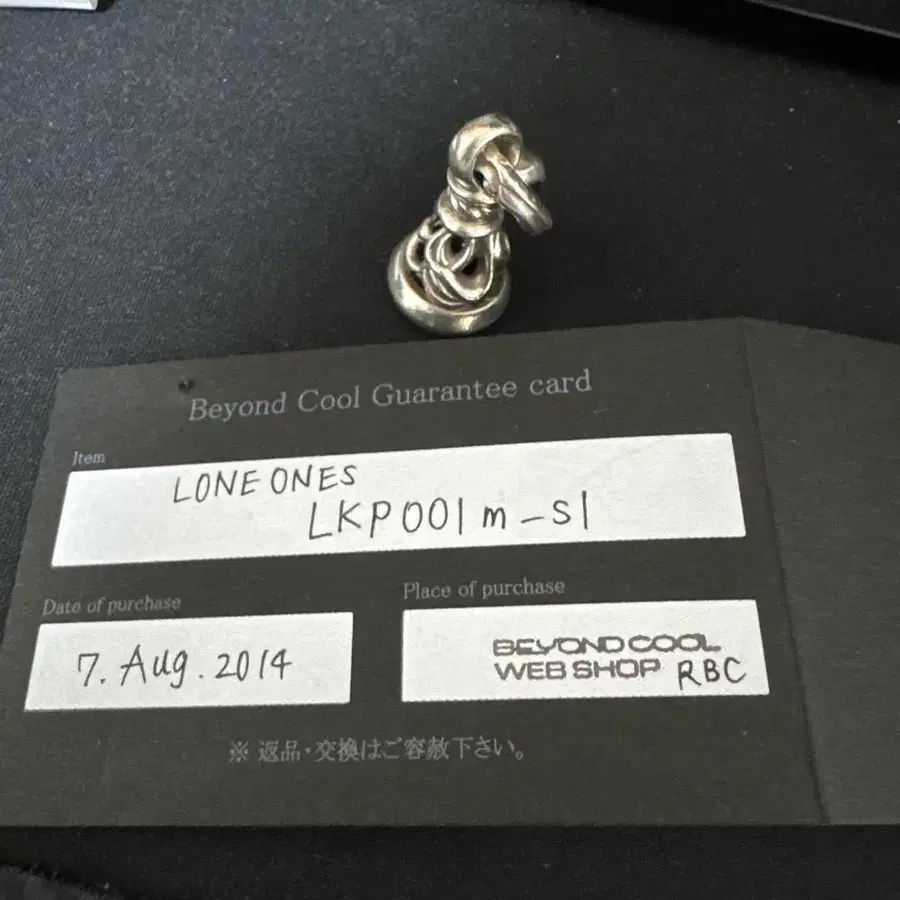 Beyond Cool Guarantee card
Item
LONE ONES
LKP001m-S1
Date of purchase
7. Aug. 2014
Place of purchase
BEYOND COOL
WEB SHOP RBC
※ 返品・交換はご容赦下さい。